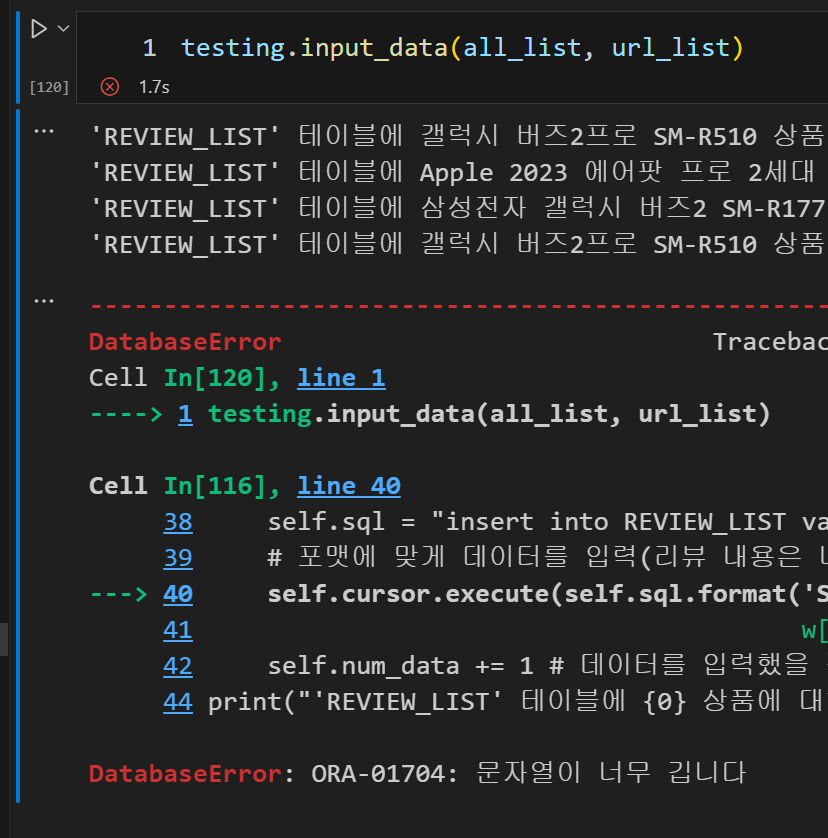 1 testing.input_data(all_list, url_list)
[120] 1.7s
... 'REVIEW_LIST' 테이블에 갤럭시 버즈2프로 SM-R510 상품
'REVIEW_LIST' 테이블에 Apple 2023 에어팟 프로 2세대
'REVIEW_LIST' 테이블에 삼성전자 갤럭시 버즈2 SM-R177
'REVIEW_LIST' 테이블에 갤럭시 버즈2프로 SM-R510 상품
... ---------------------------------------------------
DatabaseError Traceback
Cell In[120], line 1
----> 1 testing.input_data(all_list, url_list)
Cell In[116], line 40
38 self.sql = "insert into REVIEW_LIST va
39 # 포맷에 맞게 데이터를 입력(리뷰 내용은
---> 40 self.cursor.execute(self.sql.format('S
41 w[
42 self.num_data += 1 # 데이터를 입력했을
44 print("'REVIEW_LIST' 테이블에 {0} 상품에 대
DatabaseError: ORA-01704: 문자열이 너무 깁니다